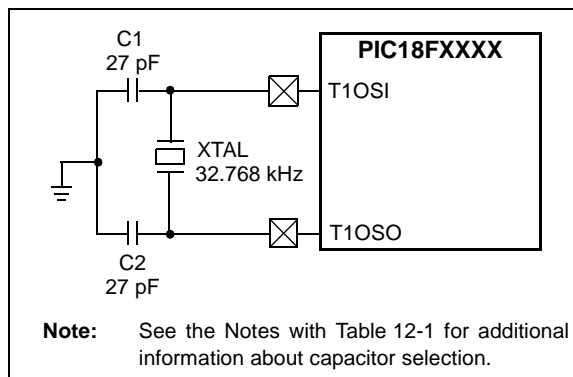 C1
27 pF
PIC18FXXXX
T1OSI
XTAL
32.768 kHz
T1OSO
C2
27 pF
Note: See the Notes with Table 12-1 for additional
information about capacitor selection.